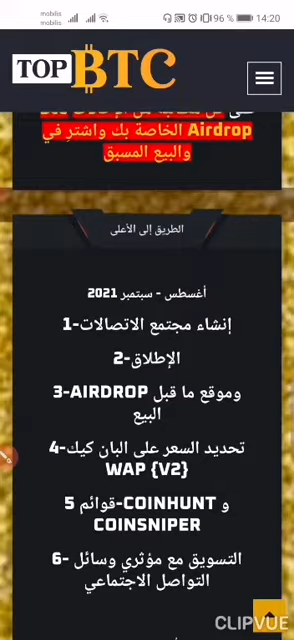 mobilis
mobilis
96 % 14:20
TOP BTC
Airdrop الخاصة بك واشترِ في
والبيع المسبق
الطريق إلى الأعلى
أغسطس - سبتمبر 2021
1-إنشاء مجتمع الاتصالات
2-الإطلاق
3-AIRDROP وموقع ما قبل
البيع
4-تحديد السعر على البان كيك
WAP {V2}
5 قوائم-COINHUNT و
COINSNIPER
6- التسويق مع مؤثري وسائل
التواصل الاجتماعي
CLIPVUE